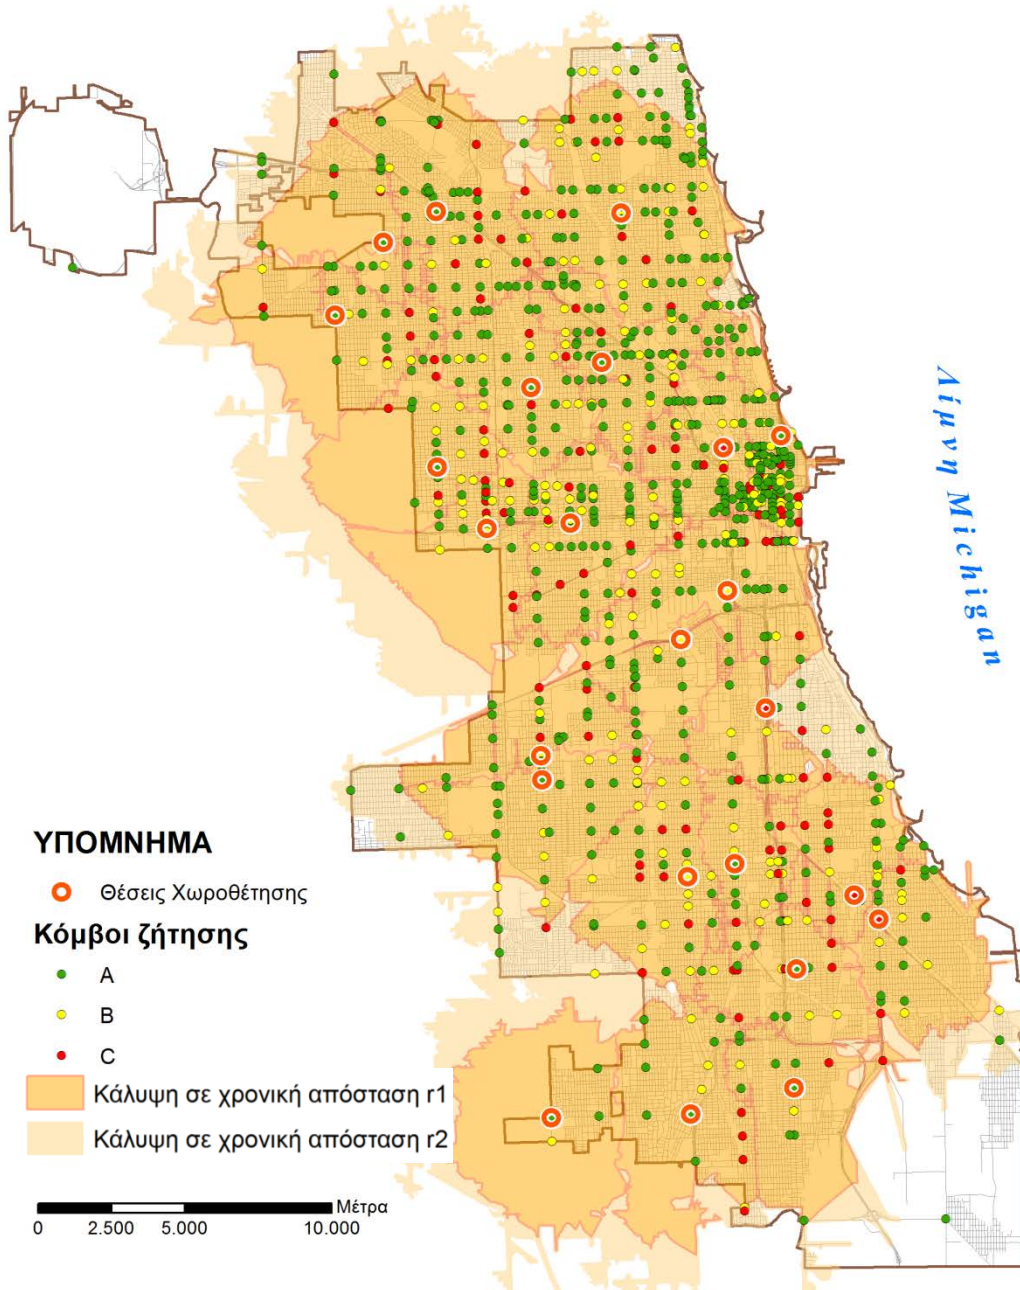 Λίμνη Michigan
ΥΠΟΜΝΗΜΑ
Θέσεις Χωροθέτησης
Κόμβοι ζήτησης
A
B
C
Κάλυψη σε χρονική απόσταση r1
Κάλυψη σε χρονική απόσταση r2
Μέτρα
0 2.500 5.000 10.000